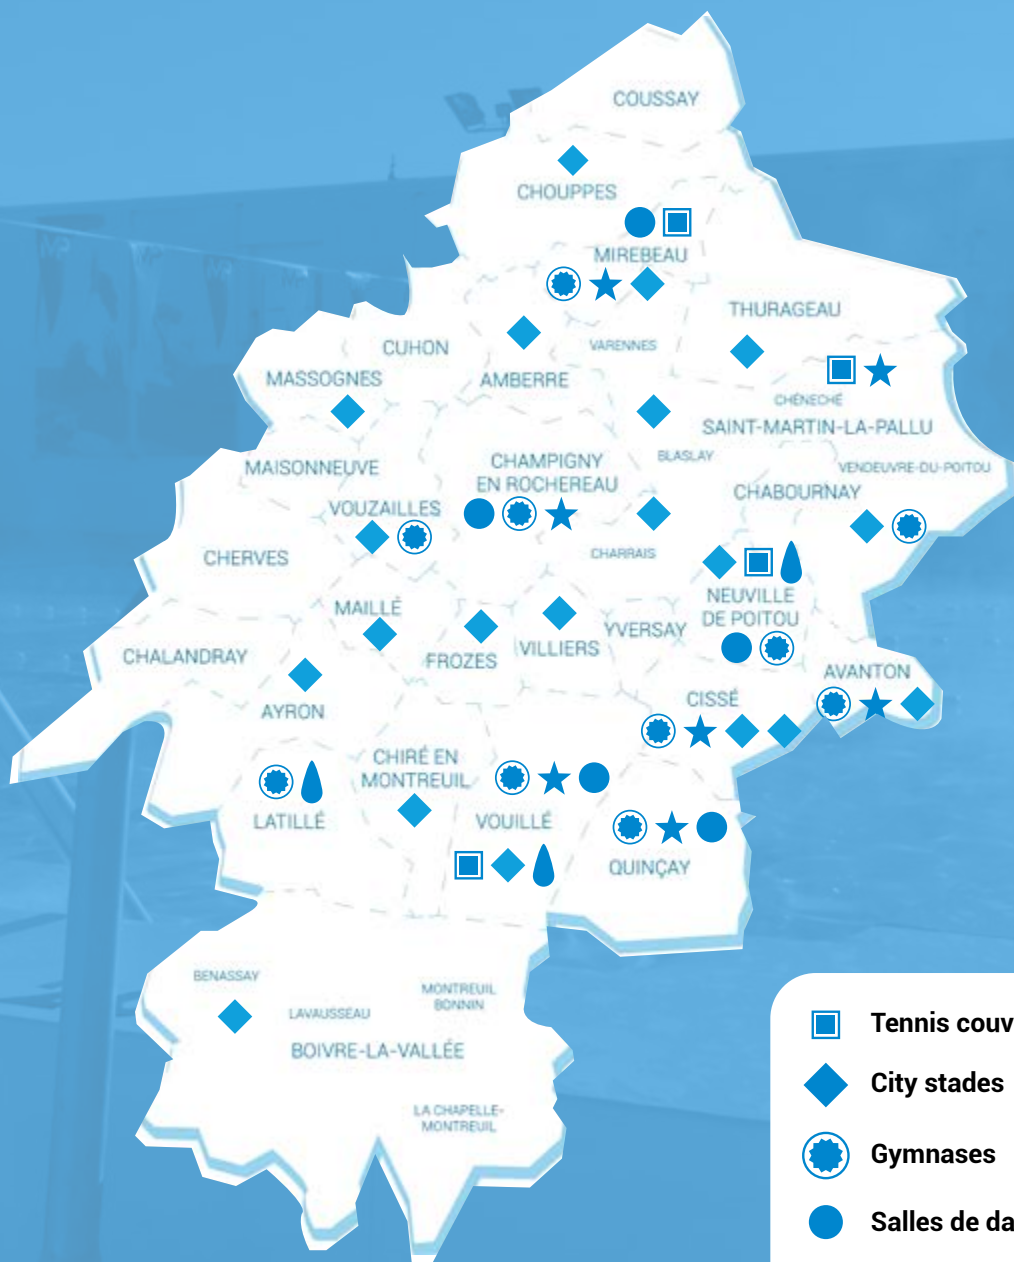 COUSSAY
CHOUPPES
MIREBEAU
THURAGEAU
VARENNES
CUHON
AMBERRE
MASSOGNES
CHÉNECHÉ
SAINT-MARTIN-LA-PALLU
BLASLAY
VENDEUVRE-DU-POITOU
MAISONNEUVE
CHAMPIGNY
EN ROCHEREAU
CHABOURNAY
VOUZAILLES
CHERVES
CHARRAIS
NEUVILLE
DE POITOU
MAILLÉ
YVERSAY
VILLIERS
FROZES
CHALANDRAY
AVANTON
CISSÉ
AYRON
CHIRÉ EN
MONTREUIL
LATILLÉ
VOUILLÉ
QUINÇAY
BENASSAY
MONTREUIL
BONNIN
LAVAUSSEAU
BOIVRE-LA-VALLÉE
LA CHAPELLE-
MONTREUIL
Tennis couv
City stades
Gymnases
Salles de da